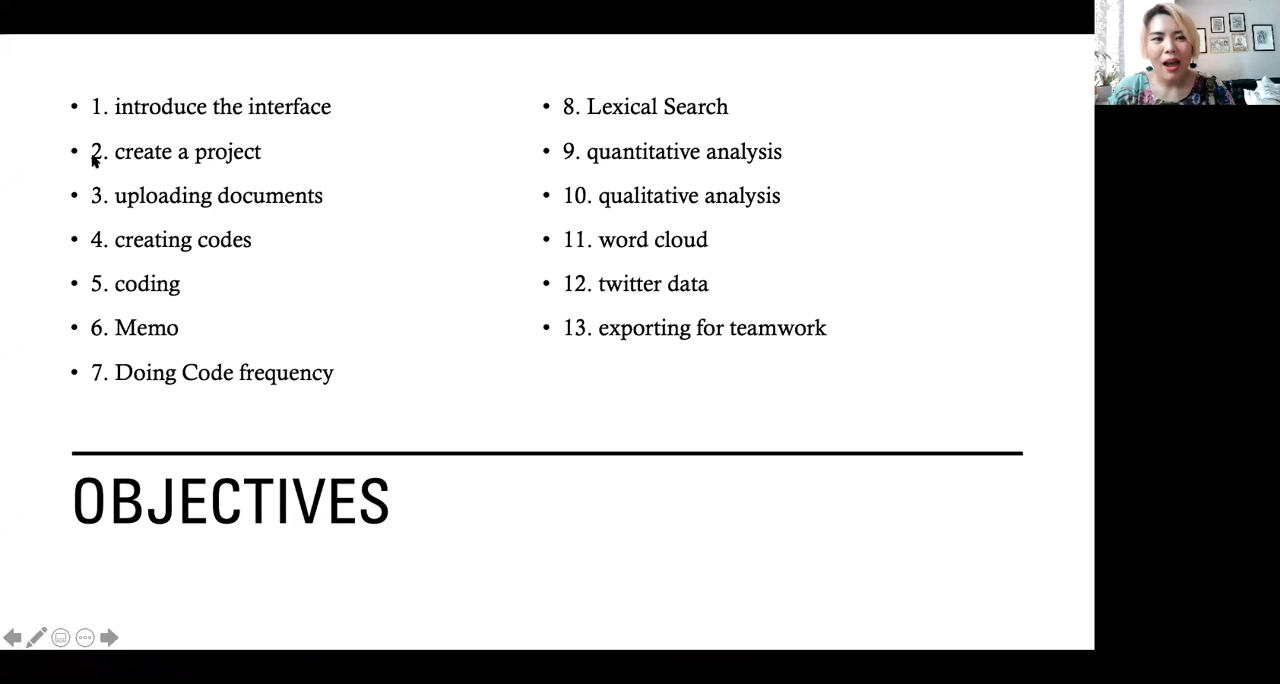 • 1. introduce the interface
• 2. create a project
• 3. uploading documents
• 4. creating codes
• 5. coding
• 6. Memo
• 7. Doing Code frequency
• 8. Lexical Search
• 9. quantitative analysis
• 10. qualitative analysis
• 11. word cloud
• 12. twitter data
• 13. exporting for teamwork
OBJECTIVES